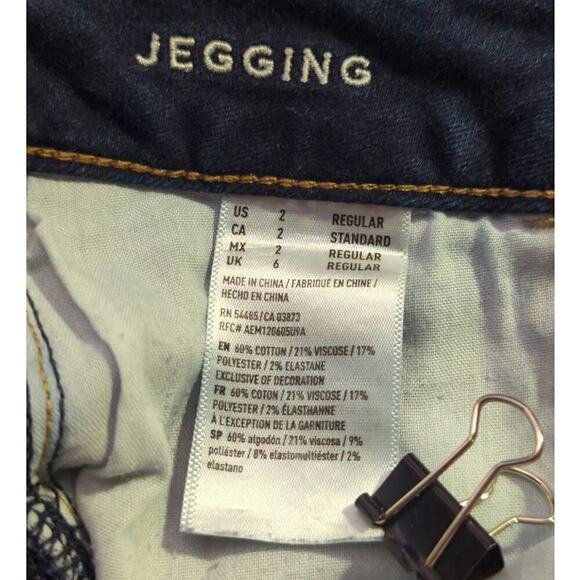 JEGGING
US 2 REGULAR
CA 2 STANDARD
MX 2 REGULAR
UK 6 REGULAR
MADE IN CHINA / FABRIQUÉ EN CHINE /
HECHO EN CHINA
RN 54485/CA 03873
RFC# AEM120605U9A
EN 60% COTTON / 21% VISCOSE / 17%
POLYESTER / 2% ELASTANE
EXCLUSIVE OF DECORATION
FR 60% COTON / 21% VISCOSE / 17%
POLYESTER / 2% ÉLASTHANNE
À L'EXCEPTION DE LA GARNITURE
SP 60% algodón / 21% viscosa / 9%
poliéster / 8% elastomultiéster / 2%
elastano